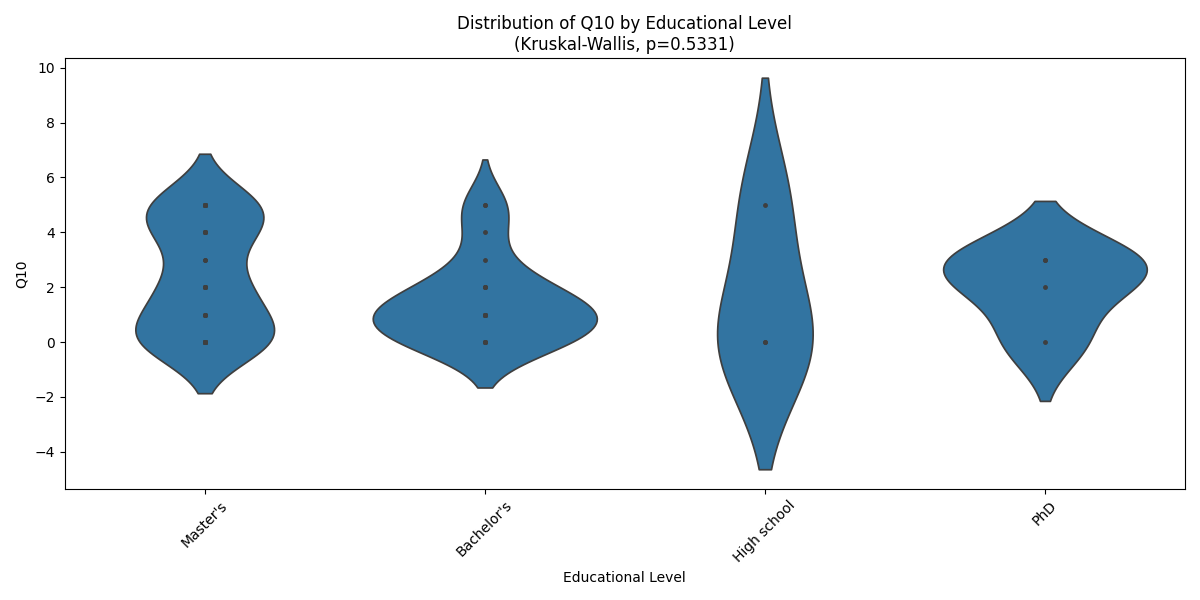 Distribution of Q10 by Educational Level
(Kruskal-Wallis, p=0.5331)
10
8
6
4
2
0
−2
−4
Q10
Master's
Bachelor's
High school
PhD
Educational Level